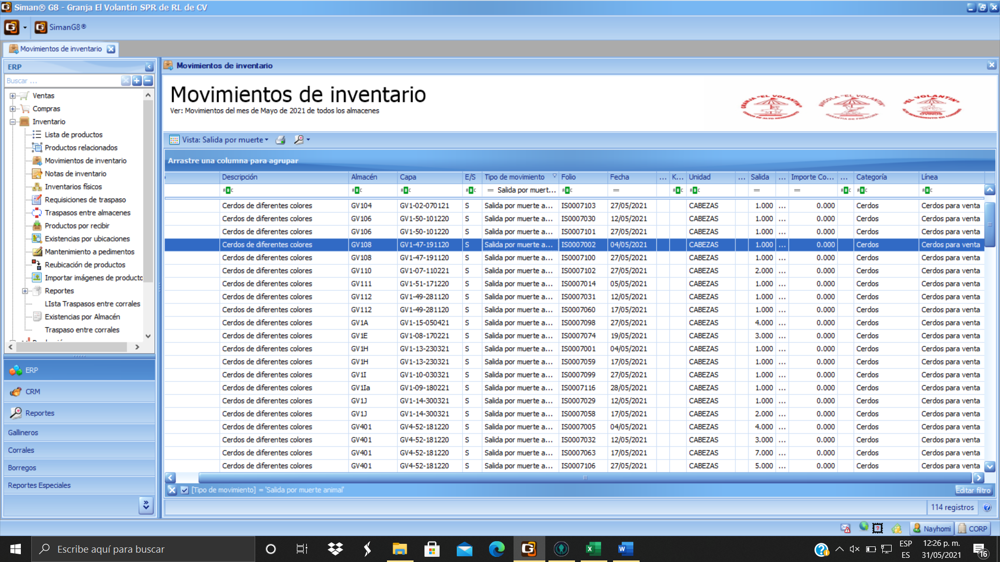 Siman® G8 - Granja El Volantín SPR de RL de CV
SimanG8®
Movimientos de inventario
ERP
Buscar ...
Ventas
Compras
Inventario
Lista de productos
Productos relacionados
Movimientos de inventario
Notas de inventario
Inventarios físicos
Requisiciones de traspaso
Traspasos entre almacenes
Productos por recibir
Existencias por ubicaciones
Mantenimiento a pedimentos
Reubicación de productos
Importar imágenes de producto
Reportes
LIsta Traspasos entre corrales
Existencias por Almacén
Traspaso entre corrales
ERP
CRM
Reportes
Gallineros
Corrales
Borregos
Reportes Especiales
Movimientos de inventario
Movimientos de inventario
Ver: Movimientos del mes de Mayo de 2021 de todos los almacenes
GRANJA "EL VOLANTIN"
AVICOLA "EL VOLANTIN"
"EL VOLANTIN"
OVINOS
Vista: Salida por muerte
Arrastre una columna para agrupar
Descripción Almacén Capa E/S Tipo de movimiento Folio Fecha ... K... Unidad ... Salida ... Importe Co... ... Categoría Línea
= Salida por muert... = = =
Cerdos de diferentes colores GV104 GV1-02-070121 S Salida por muerte a... IS0007103 27/05/2021 CABEZAS 1.000 ... 0.000 Cerdos Cerdos para venta
Cerdos de diferentes colores GV106 GV1-50-101220 S Salida por muerte a... IS0007030 12/05/2021 CABEZAS 1.000 ... 0.000 Cerdos Cerdos para venta
Cerdos de diferentes colores GV106 GV1-50-101220 S Salida por muerte a... IS0007101 27/05/2021 CABEZAS 1.000 ... 0.000 Cerdos Cerdos para venta
Cerdos de diferentes colores GV108 GV1-47-191120 S Salida por muerte a... IS0007002 04/05/2021 CABEZAS 1.000 ... 0.000 Cerdos Cerdos para venta
Cerdos de diferentes colores GV108 GV1-47-191120 S Salida por muerte a... IS0007100 27/05/2021 CABEZAS 1.000 ... 0.000 Cerdos Cerdos para venta
Cerdos de diferentes colores GV110 GV1-07-110221 S Salida por muerte a... IS0007102 27/05/2021 CABEZAS 2.000 ... 0.000 Cerdos Cerdos para venta
Cerdos de diferentes colores GV111 GV1-51-171220 S Salida por muerte a... IS0007014 05/05/2021 CABEZAS 1.000 ... 0.000 Cerdos Cerdos para venta
Cerdos de diferentes colores GV112 GV1-49-281120 S Salida por muerte a... IS0007031 12/05/2021 CABEZAS 1.000 ... 0.000 Cerdos Cerdos para venta
Cerdos de diferentes colores GV112 GV1-49-281120 S Salida por muerte a... IS0007060 17/05/2021 CABEZAS 1.000 ... 0.000 Cerdos Cerdos para venta
Cerdos de diferentes colores GV1A GV1-15-050421 S Salida por muerte a... IS0007098 27/05/2021 CABEZAS 4.000 ... 0.000 Cerdos Cerdos para venta
Cerdos de diferentes colores GV1E GV1-08-170221 S Salida por muerte a... IS0007074 19/05/2021 CABEZAS 3.000 ... 0.000 Cerdos Cerdos para venta
Cerdos de diferentes colores GV1H GV1-13-230321 S Salida por muerte a... IS0007001 04/05/2021 CABEZAS 1.000 ... 0.000 Cerdos Cerdos para venta
Cerdos de diferentes colores GV1H GV1-13-230321 S Salida por muerte a... IS0007059 17/05/2021 CABEZAS 1.000 ... 0.000 Cerdos Cerdos para venta
Cerdos de diferentes colores GV1I GV1-10-030321 S Salida por muerte a... IS0007099 27/05/2021 CABEZAS 1.000 ... 0.000 Cerdos Cerdos para venta
Cerdos de diferentes colores GV1Ia GV1-09-180221 S Salida por muerte a... IS0007116 28/05/2021 CABEZAS 1.000 ... 0.000 Cerdos Cerdos para venta
Cerdos de diferentes colores GV1J GV1-14-300321 S Salida por muerte a... IS0007029 12/05/2021 CABEZAS 1.000 ... 0.000 Cerdos Cerdos para venta
Cerdos de diferentes colores GV1J GV1-14-300321 S Salida por muerte a... IS0007058 17/05/2021 CABEZAS 2.000 ... 0.000 Cerdos Cerdos para venta
Cerdos de diferentes colores GV401 GV4-52-181220 S Salida por muerte a... IS0007005 04/05/2021 CABEZAS 4.000 ... 0.000 Cerdos Cerdos para venta
Cerdos de diferentes colores GV401 GV4-52-181220 S Salida por muerte a... IS0007032 12/05/2021 CABEZAS 3.000 ... 0.000 Cerdos Cerdos para venta
Cerdos de diferentes colores GV401 GV4-52-181220 S Salida por muerte a... IS0007063 17/05/2021 CABEZAS 7.000 ... 0.000 Cerdos Cerdos para venta
Cerdos de diferentes colores GV401 GV4-52-181220 S Salida por muerte a... IS0007106 27/05/2021 CABEZAS 5.000 ... 0.000 Cerdos Cerdos para venta
[Tipo de movimiento] = 'Salida por muerte animal'
Editar filtro
114 registros
Nayhomi
CORP
Escribe aquí para buscar
ESP
ES
12:26 p. m.
31/05/2021
16